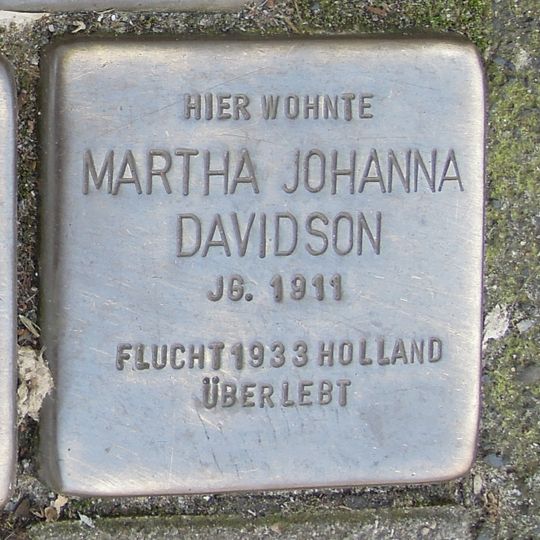 HIER WOHNTE
MARTHA JOHANNA
DAVIDSON
JG. 1911
FLUCHT 1933 HOLLAND
ÜBERLEBT